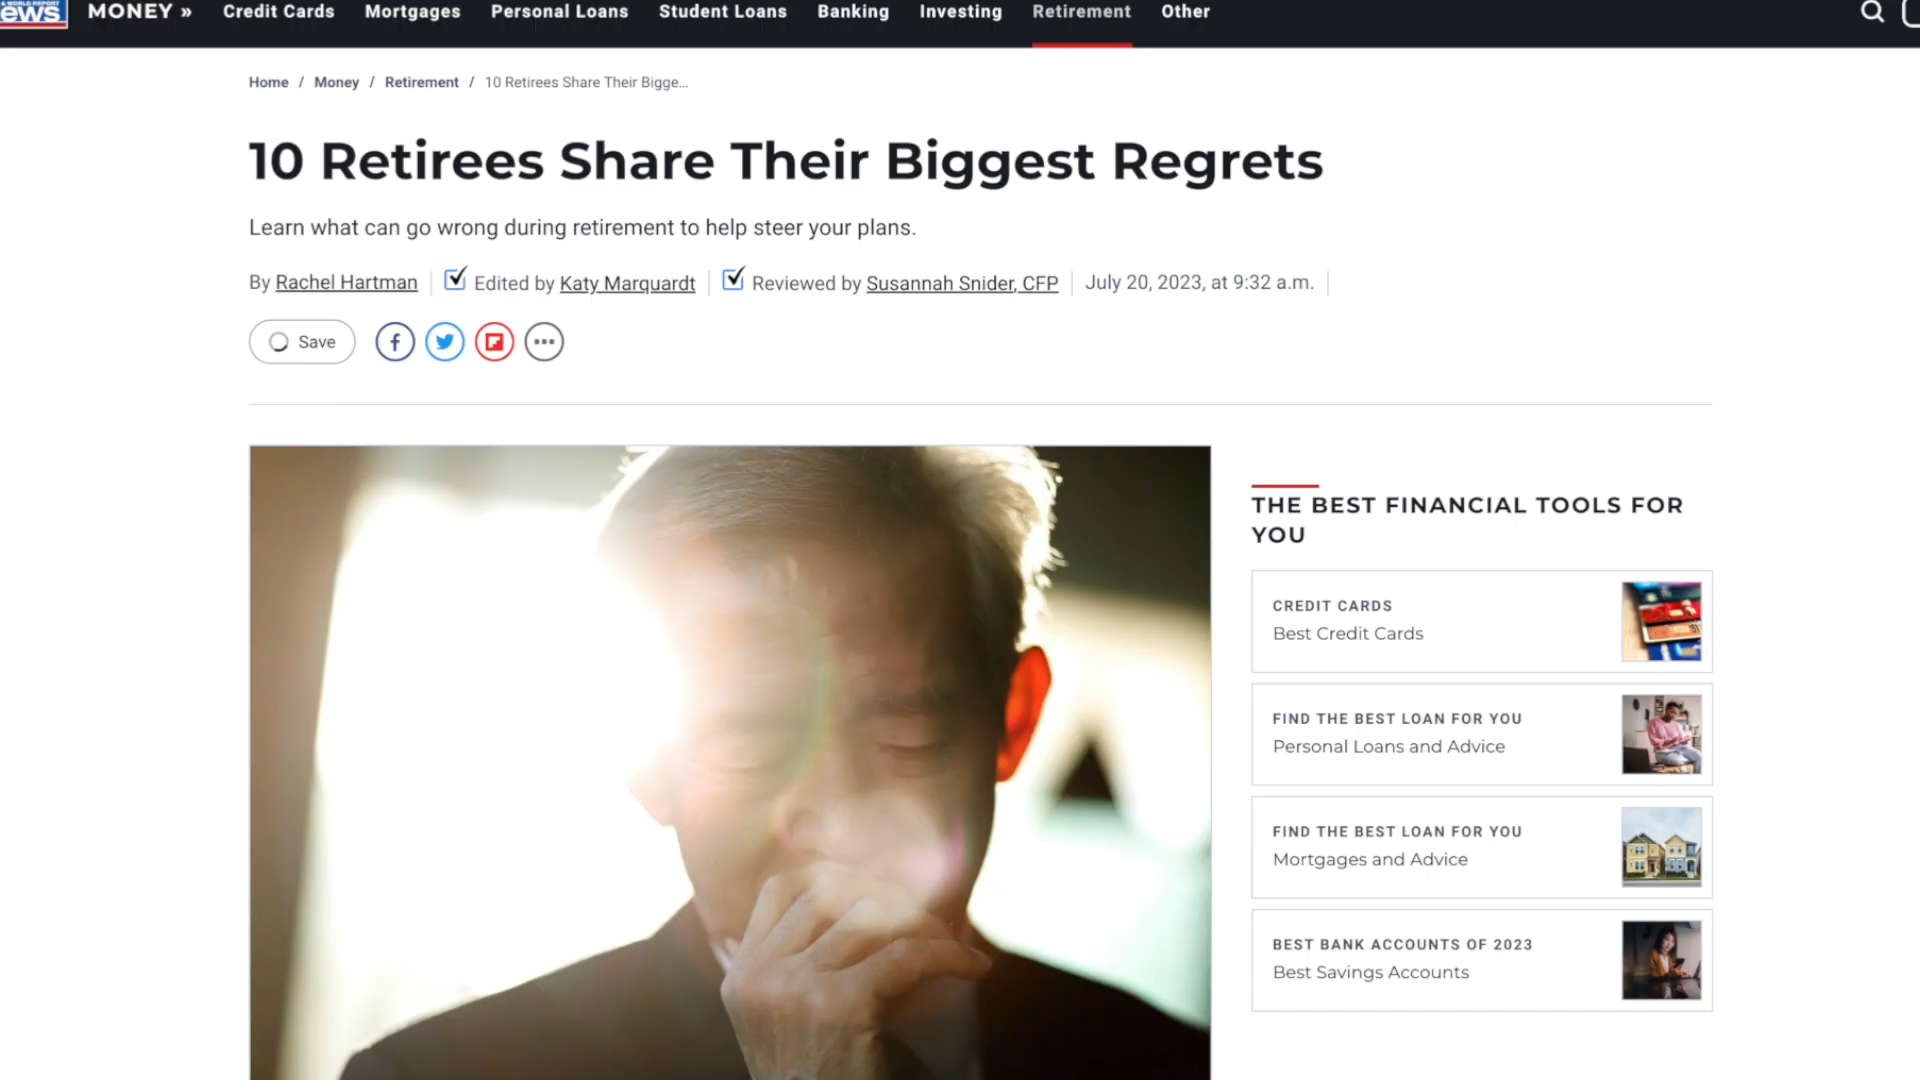 & WORLD REPORT
ews
MONEY »
Credit Cards
Mortgages
Personal Loans
Student Loans
Banking
Investing
Retirement
Other
Home / Money / Retirement / 10 Retirees Share Their Bigge...
10 Retirees Share Their Biggest Regrets
Learn what can go wrong during retirement to help steer your plans.
By Rachel Hartman | Edited by Katy Marquardt | Reviewed by Susannah Snider, CFP | July 20, 2023, at 9:32 a.m. |
Save
THE BEST FINANCIAL TOOLS FOR
YOU
CREDIT CARDS
Best Credit Cards
FIND THE BEST LOAN FOR YOU
Personal Loans and Advice
FIND THE BEST LOAN FOR YOU
Mortgages and Advice
BEST BANK ACCOUNTS OF 2023
Best Savings Accounts